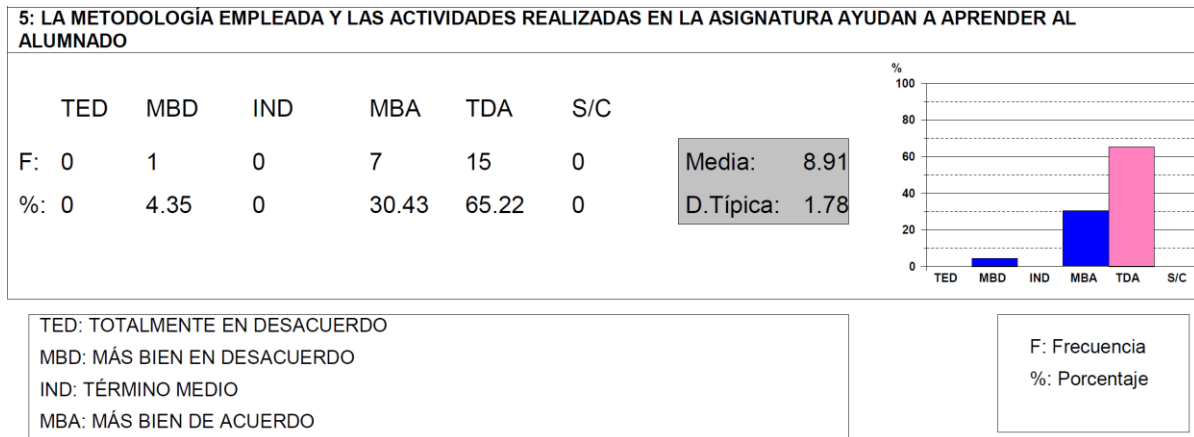 5: LA METODOLOGÍA EMPLEADA Y LAS ACTIVIDADES REALIZADAS EN LA ASIGNATURA AYUDAN A APRENDER AL
ALUMNADO
TED MBD IND MBA TDA S/C
F: 0 1 0 7 15 0
%: 0 4.35 0 30.43 65.22 0
Media: 8.91
D.Típica: 1.78
%
100
80
60
40
20
0
TED MBD IND MBA TDA S/C
TED: TOTALMENTE EN DESACUERDO
MBD: MÁS BIEN EN DESACUERDO
IND: TÉRMINO MEDIO
MBA: MÁS BIEN DE ACUERDO
F: Frecuencia
%: Porcentaje